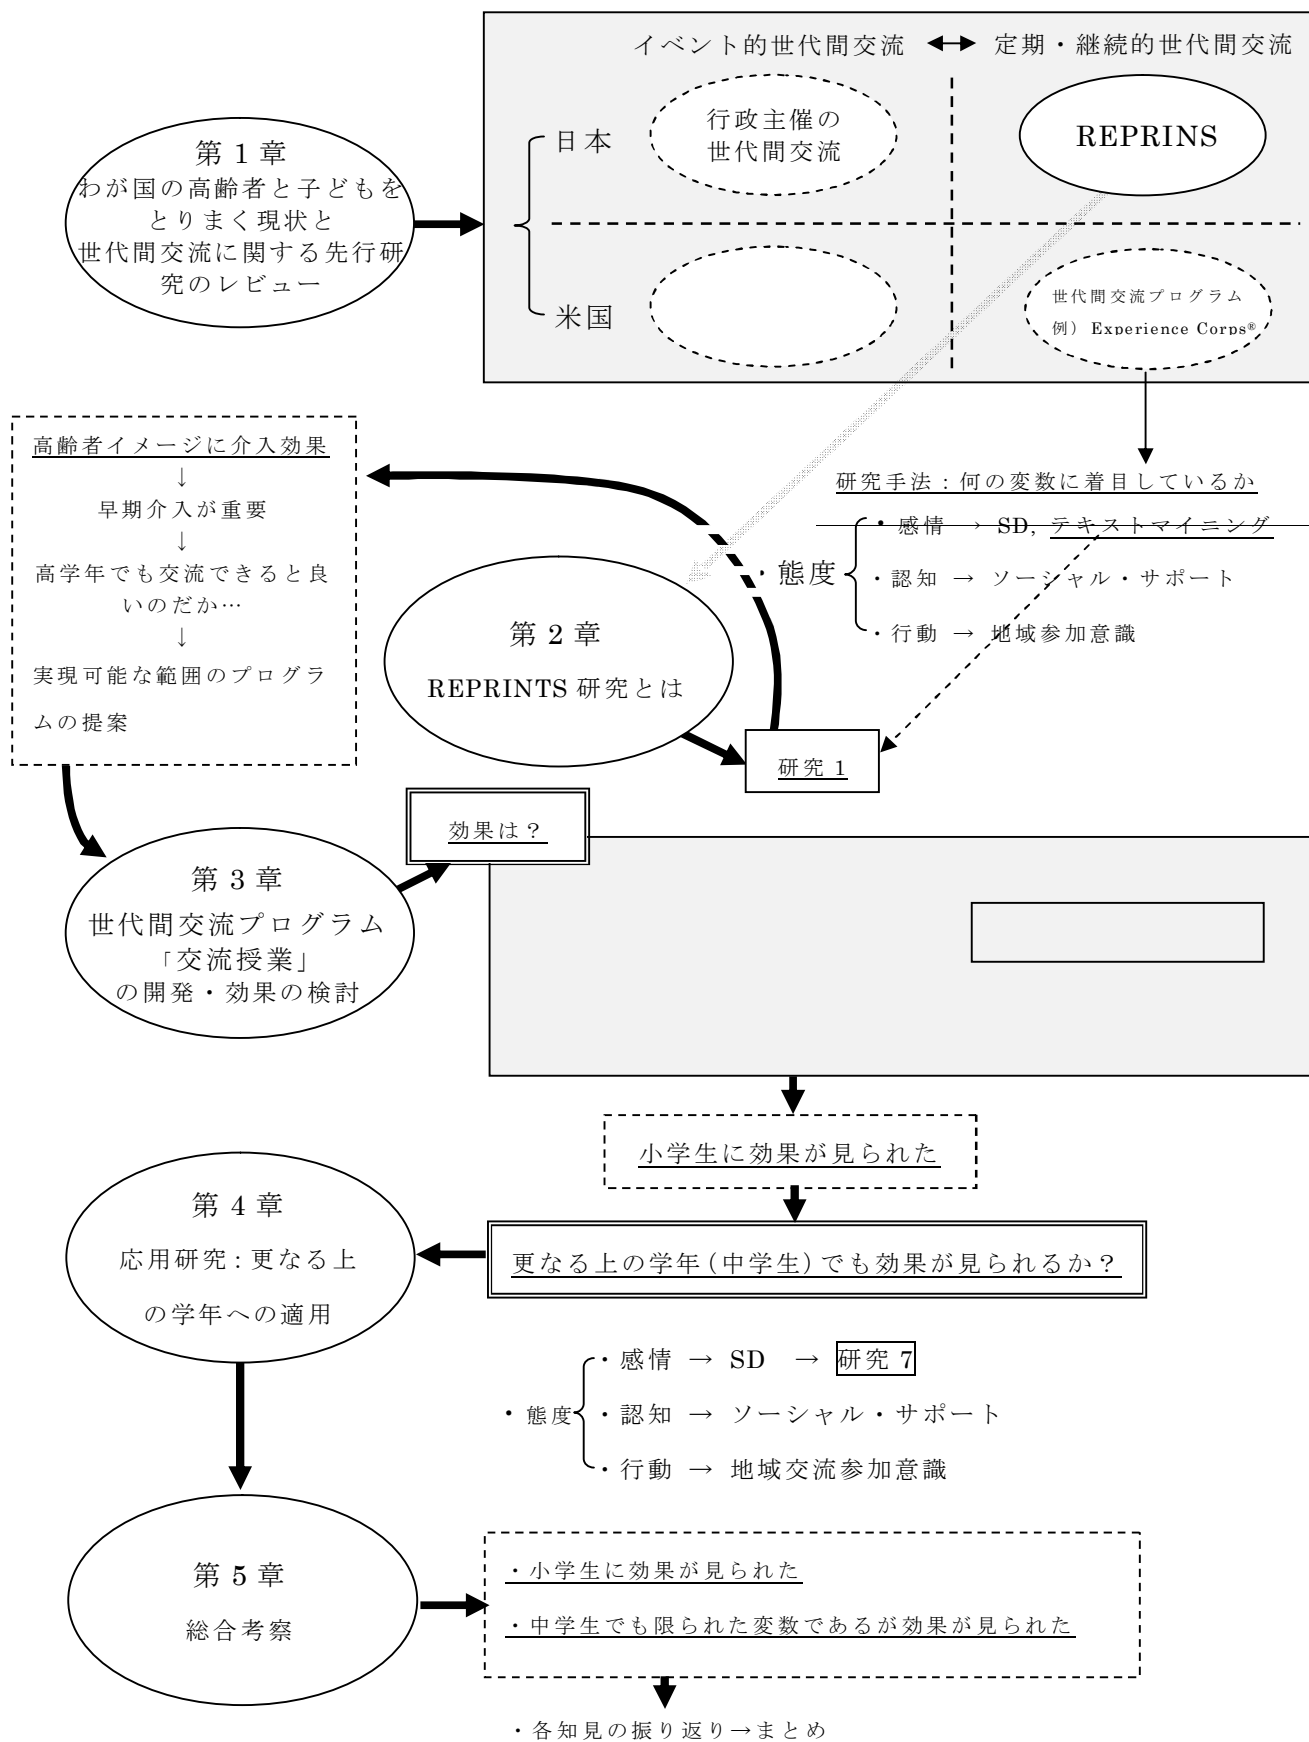 イベント的世代間交流 ↔ 定期・継続的世代間交流
日本
行政主催の
世代間交流
REPRINS
第 1 章
わが国の高齢者と子どもを
とりまく現状と
世代間交流に関する先行研
究のレビュー
米国
世代間交流プログラム
例）Experience Corps®
高齢者イメージに介入効果
↓
早期介入が重要
↓
高学年でも交流できると良
いのだか…
↓
実現可能な範囲のプログラ
ムの提案
研究手法：何の変数に着目しているか
・態度
・感情 → SD, テキストマイニング
・認知 → ソーシャル・サポート
・行動 → 地域参加意識
第 2 章
REPRINTS 研究とは
研究 1
効果は？
第 3 章
世代間交流プログラム
「交流授業」
の開発・効果の検討
小学生に効果が見られた
更なる上の学年(中学生)でも効果が見られるか？
第 4 章
応用研究：更なる上
の学年への適用
・態度
・感情 → SD → 研究 7
・認知 → ソーシャル・サポート
・行動 → 地域交流参加意識
第 5 章
総合考察
・小学生に効果が見られた
・中学生でも限られた変数であるが効果が見られた
・各知見の振り返り→まとめ